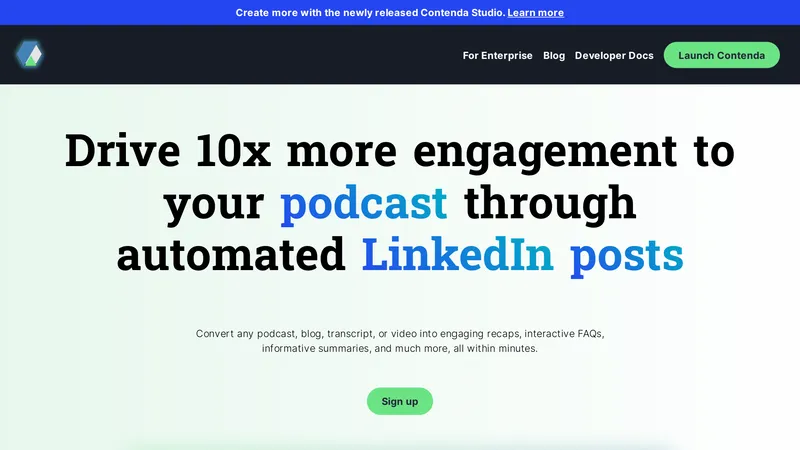 Create more with the newly released Contenda Studio. Learn more
For Enterprise Blog Developer Docs Launch Contenda
Drive 10x more engagement to
your podcast through
automated LinkedIn posts
Convert any podcast, blog, transcript, or video into engaging recaps, interactive FAQs,
informative summaries, and much more, all within minutes.
Sign up